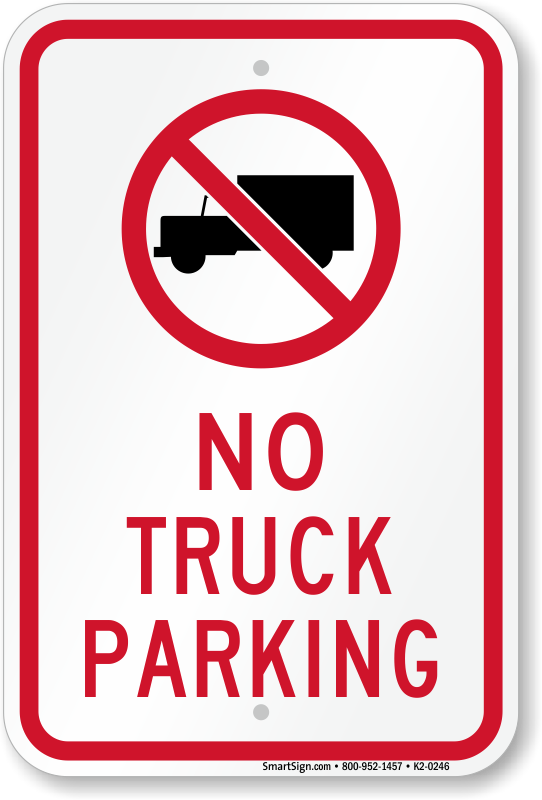 NO
TRUCK
PARKING
SmartSign.com • 800-952-1457 • K2-0246